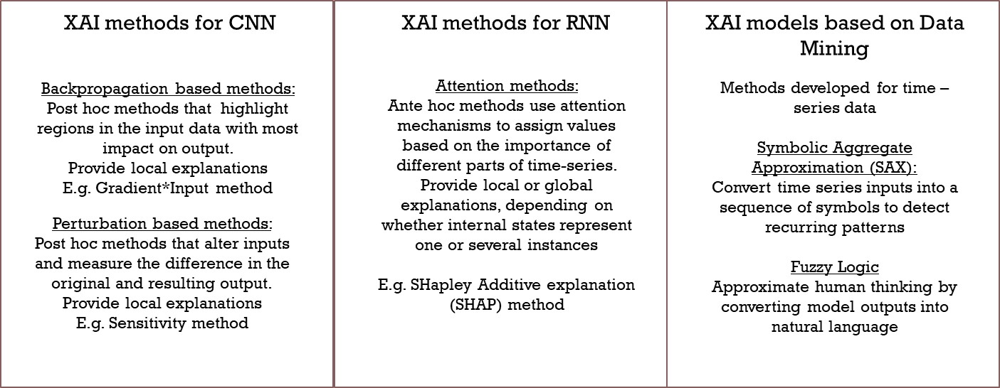 XAI methods for CNN
Backpropagation based methods:
Post hoc methods that highlight
regions in the input data with most
impact on output.
Provide local explanations
E.g. Gradient*Input method
Perturbation based methods:
Post hoc methods that alter inputs
and measure the difference in the
original and resulting output.
Provide local explanations
E.g. Sensitivity method
XAI methods for RNN
Attention methods:
Ante hoc methods use attention
mechanisms to assign values
based on the importance of
different parts of time-series.
Provide local or global
explanations, depending on
whether internal states represent
one or several instances
E.g. SHapley Additive explanation
(SHAP) method
XAI models based on Data
Mining
Methods developed for time –
series data
Symbolic Aggregate
Approximation (SAX):
Convert time series inputs into a
sequence of symbols to detect
recurring patterns
Fuzzy Logic
Approximate human thinking by
converting model outputs into
natural language